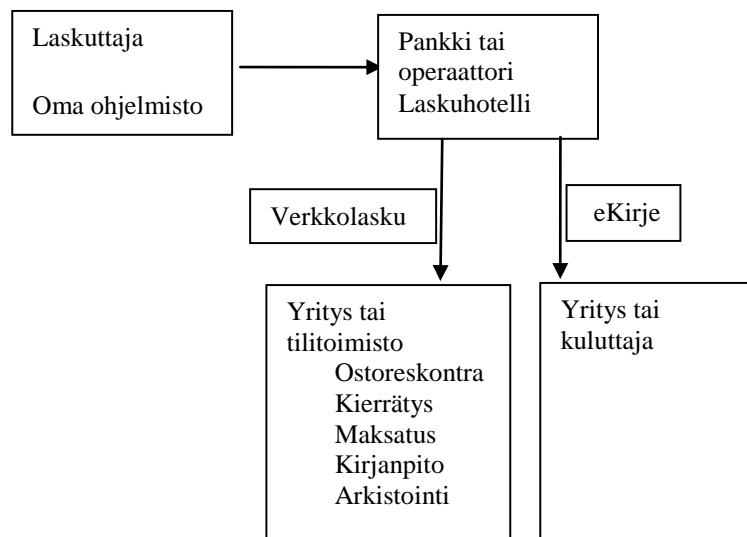 Laskuttaja
Oma ohjelmisto
Pankki tai
operaattori
Laskuhotelli
Verkkolasku
eKirje
Yritys tai
tilitoimisto
Ostoreskontra
Kierrätys
Maksatus
Kirjanpito
Arkistointi
Yritys tai
kuluttaja